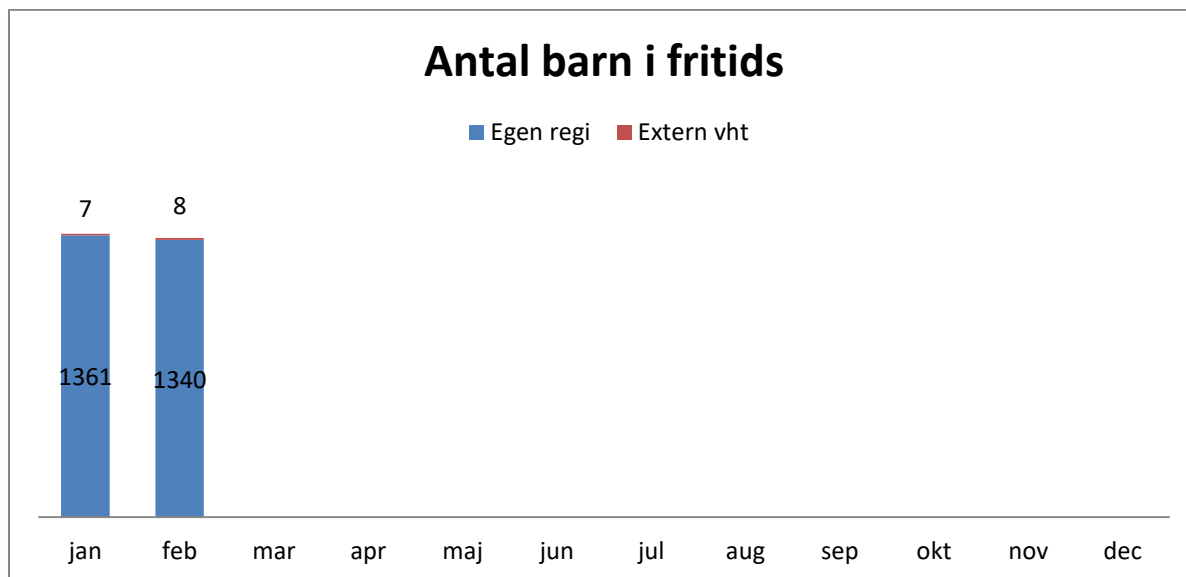 Antal barn i fritids
Egen regi Extern vht
7 8
1361 1340
jan feb mar apr maj jun jul aug sep okt nov dec